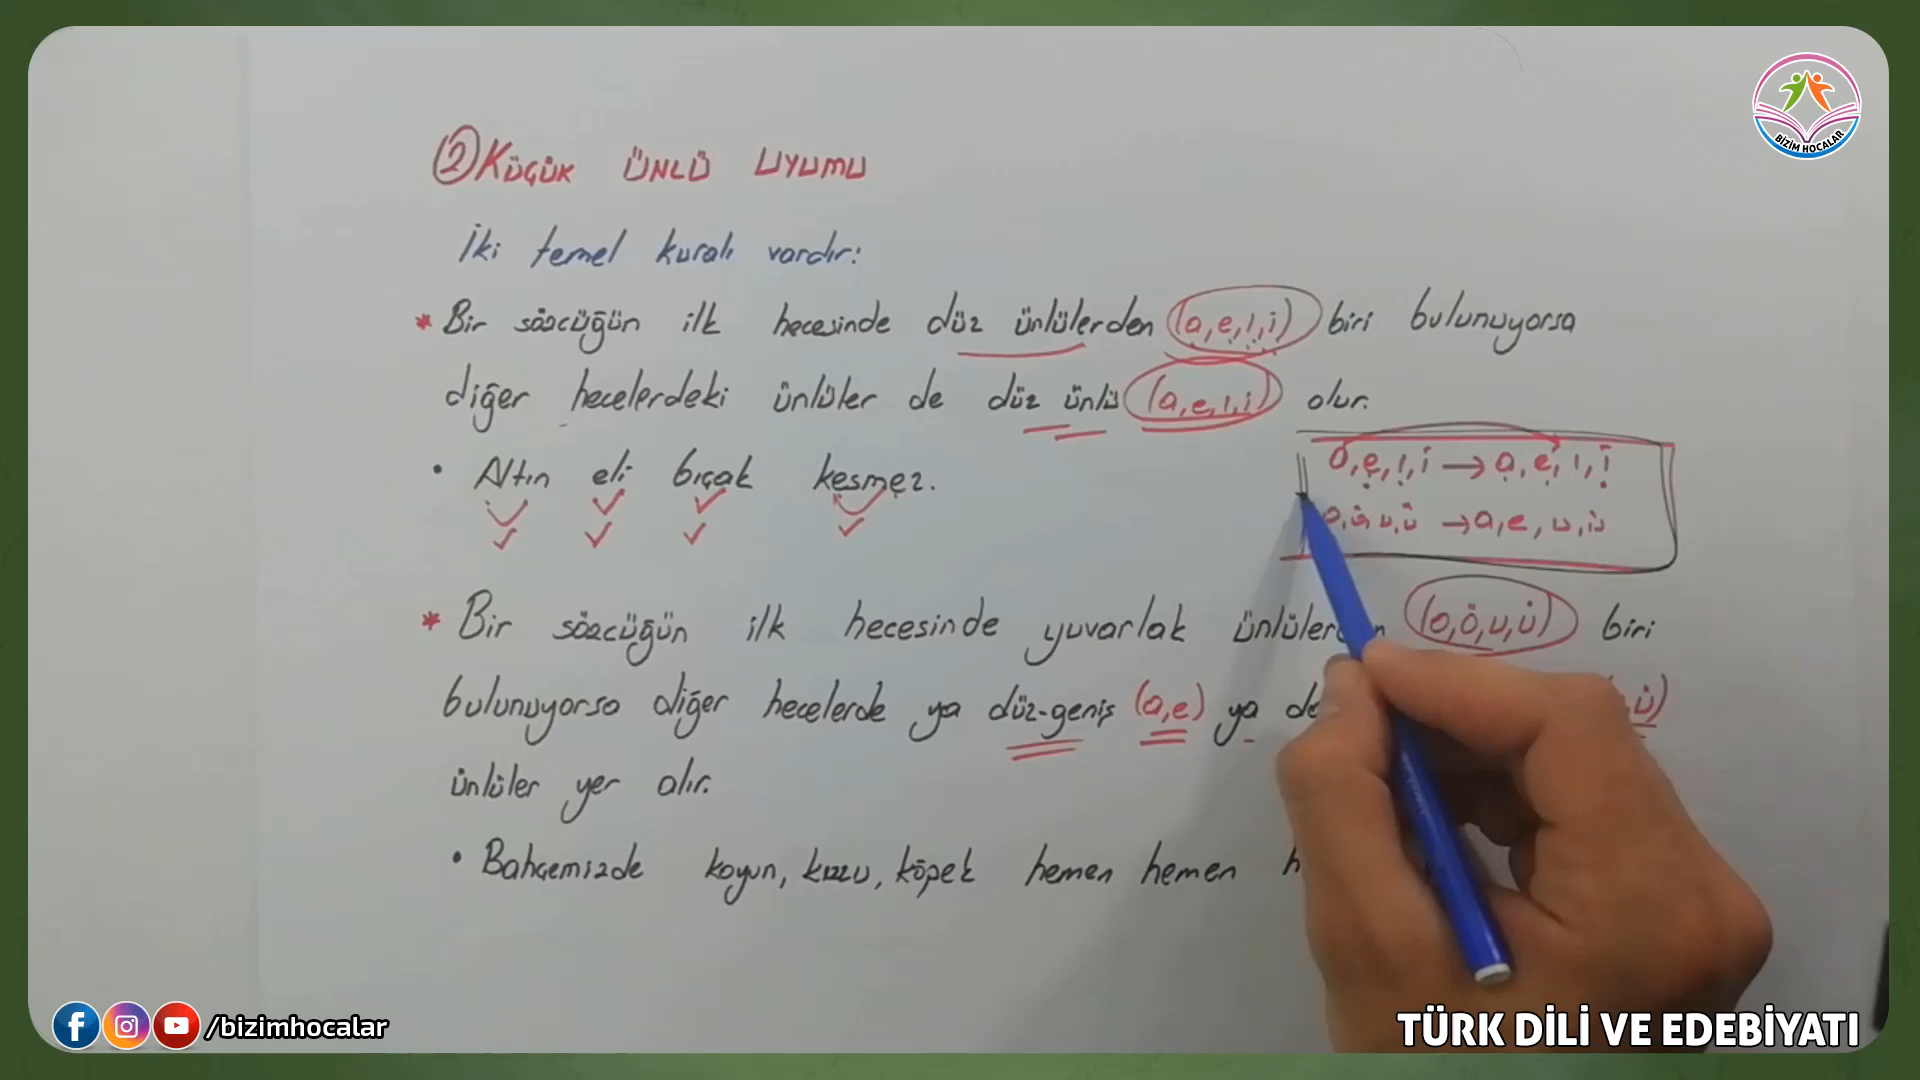 BİZİM HOCALAR
2 KÜÇÜK ÜNLÜ UYUMU
İki temel kuralı vardır:
* Bir sözcüğün ilk hecesinde düz ünlülerden (a,e,ı,i) biri bulunuyorsa
diğer hecelerdeki ünlüler de düz ünlü (a,e,ı,i) olur.
• Altın eli bıçak kesmez.
a,e,ı,i → a,e,ı,i
o,ö,u,ü → a,e,u,ü
* Bir sözcüğün ilk hecesinde yuvarlak (o,ö,u,ü) biri
bulunuyorsa diğer hecelerde ya düz-geniş (a,e) ya ü)
ünlüler yer alır.
• Bahçemizde koyun, kuzu, köpek hemen hemen
/bizimhocalar
TÜRK DİLİ VE EDEBİYATI